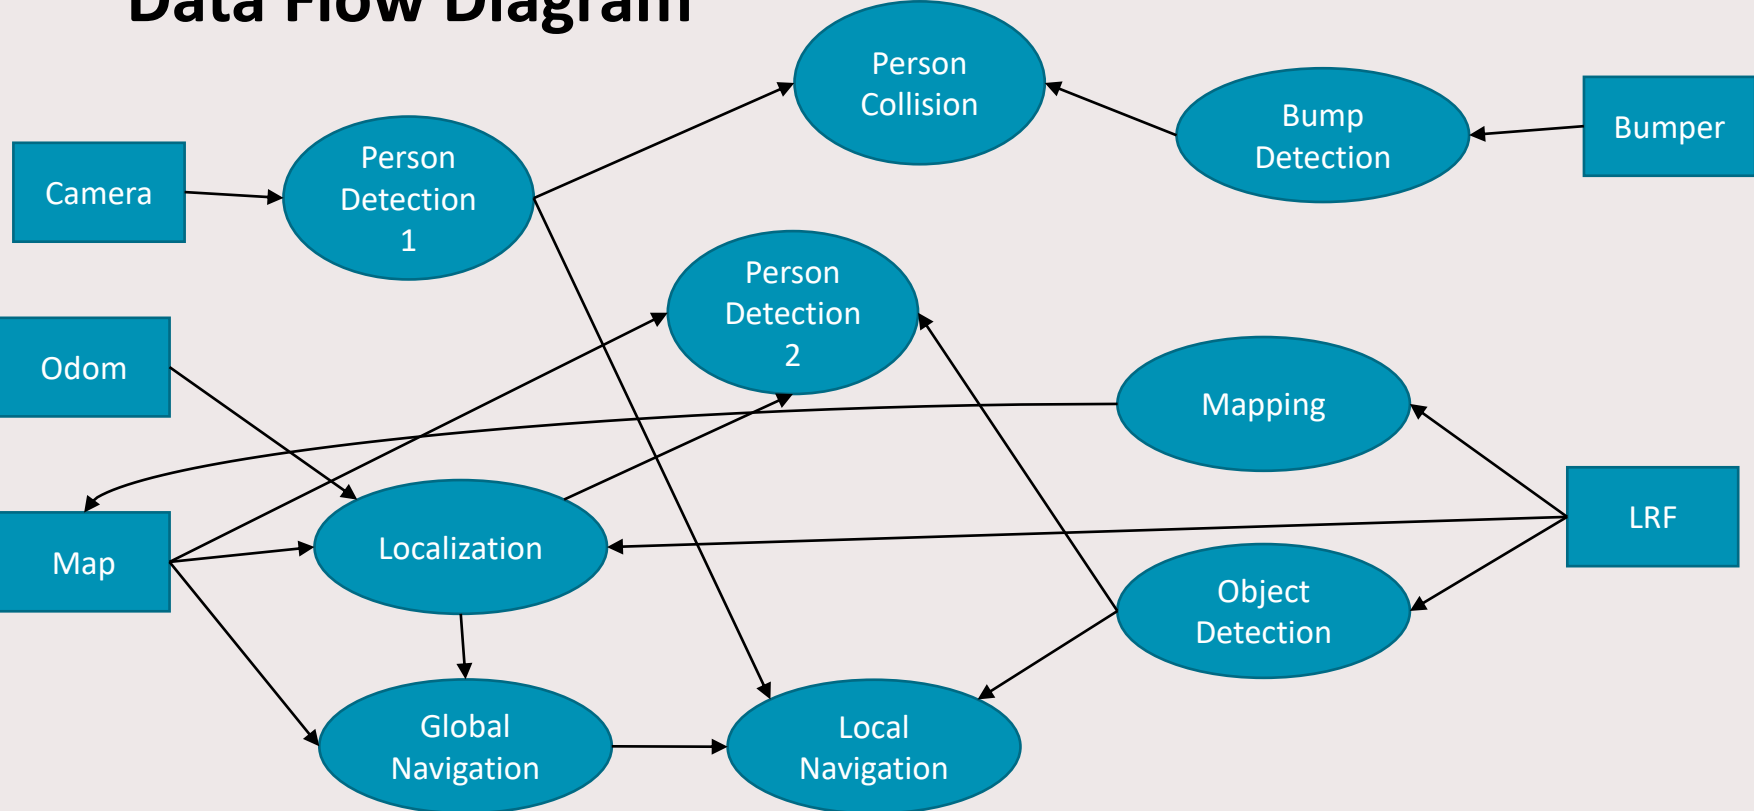 Data Flow Diagram
Person
Collision
Bump
Detection
Bumper
Person
Detection
1
Camera
Person
Detection
2
Odom
Mapping
LRF
Localization
Map
Object
Detection
Global
Navigation
Local
Navigation